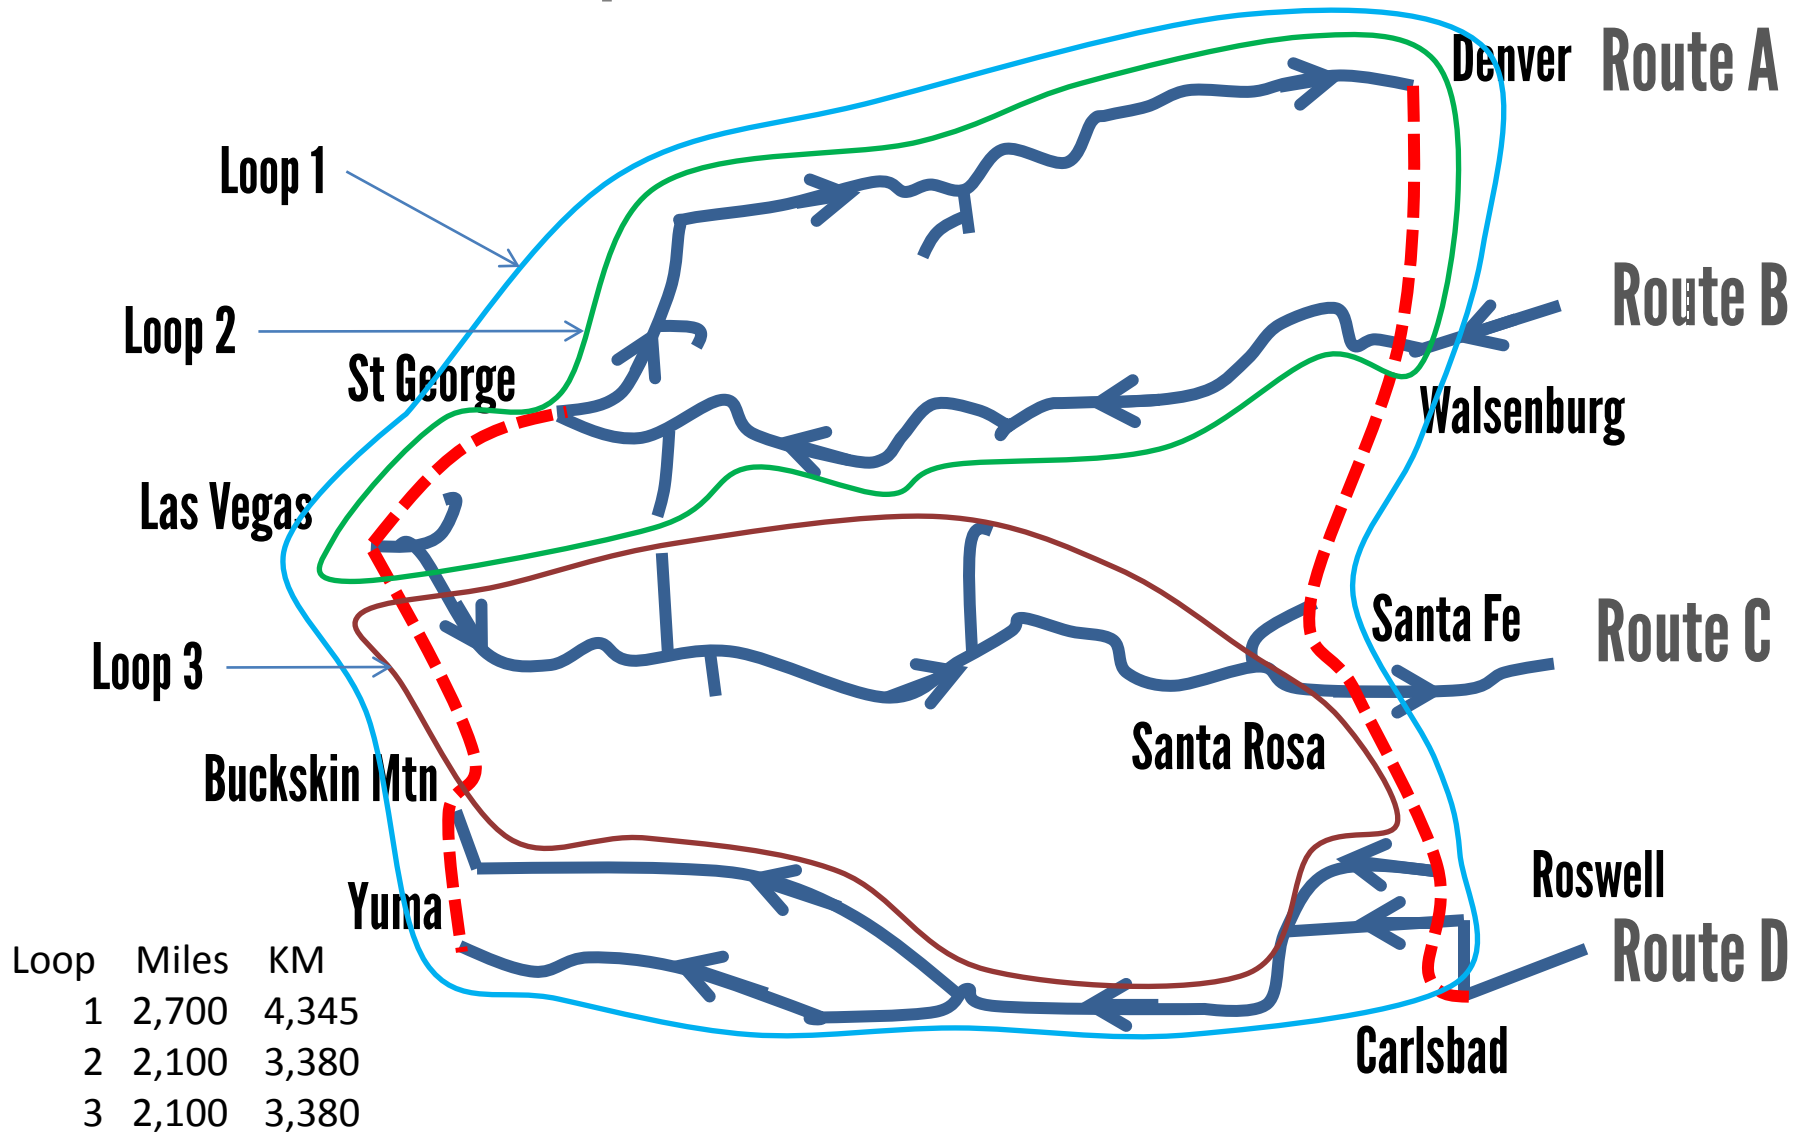 Denver
Route A
Loop 1
Route B
Loop 2
St George
Walsenburg
Las Vegas
Santa Fe
Route C
Loop 3
Santa Rosa
Buckskin Mtn
Roswell
Yuma
Route D
Carlsbad
Loop Miles KM
1 2,700 4,345
2 2,100 3,380
3 2,100 3,380